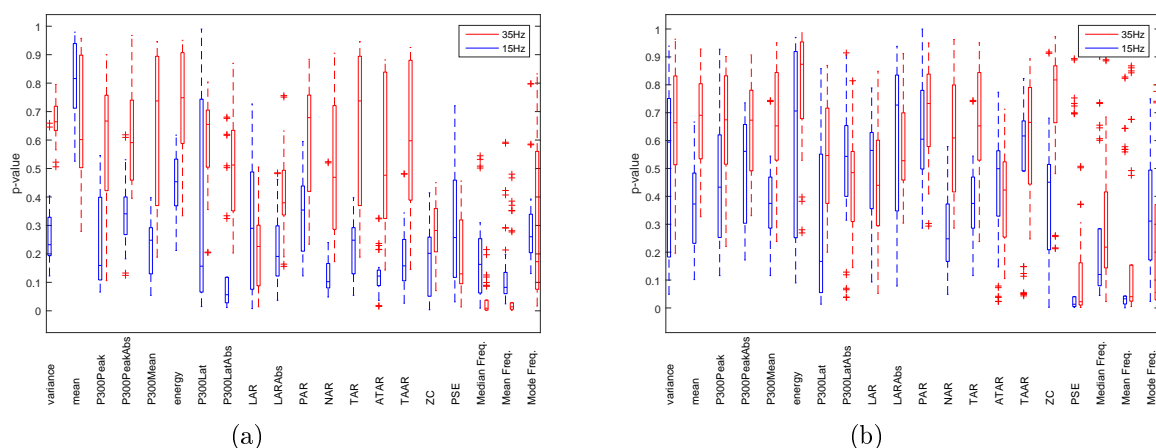 1
0.9
0.8
0.7
0.6
0.5
0.4
0.3
0.2
0.1
0
p-value
35Hz
15Hz
variance
mean
P300Peak
P300PeakAbs
P300Mean
energy
P300Lat
P300LatAbs
LAR
LARAbs
PAR
NAR
TAR
ATAR
TAAR
ZC
PSE
Median Freq.
Mean Freq.
Mode Freq.
(a)
1
0.9
0.8
0.7
0.6
0.5
0.4
0.3
0.2
0.1
0
p-value
35Hz
15Hz
variance
mean
P300Peak
P300PeakAbs
P300Mean
energy
P300Lat
P300LatAbs
LAR
LARAbs
PAR
NAR
TAR
ATAR
TAAR
ZC
PSE
Median Freq.
Mean Freq.
Mode Freq.
(b)